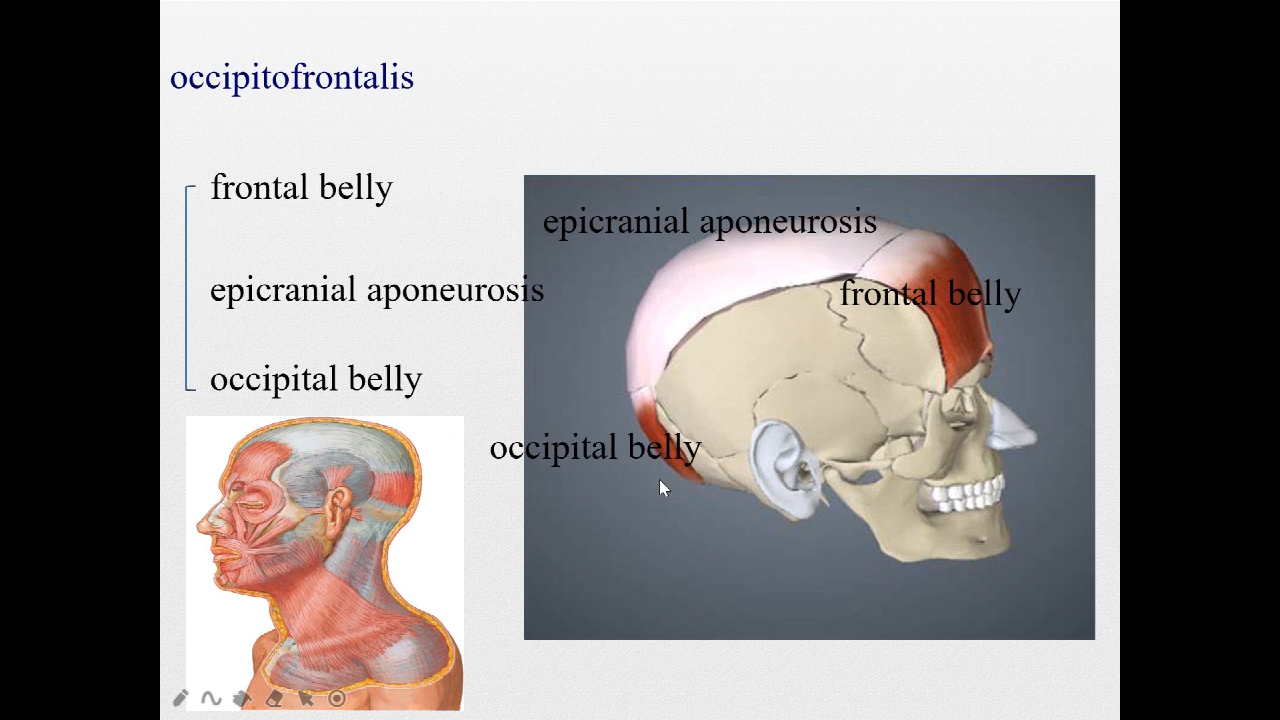 occipitofrontalis
frontal belly
epicranial aponeurosis
occipital belly
epicranial aponeurosis
frontal belly
occipital belly